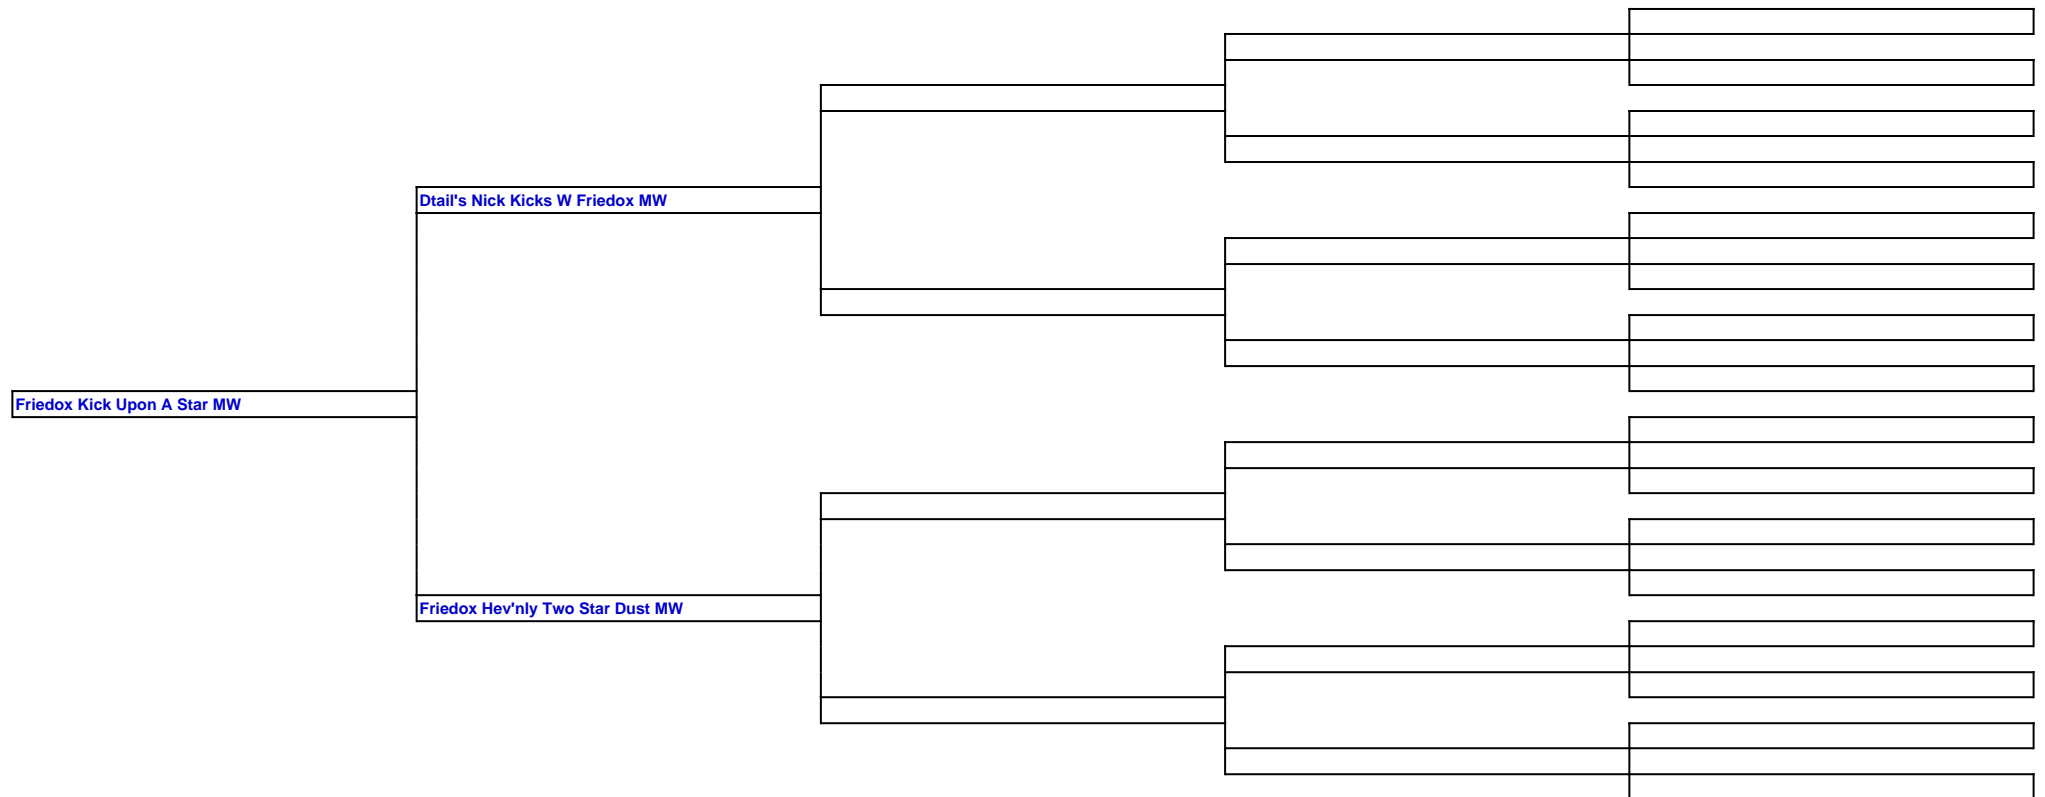 Dtail's Nick Kicks W Friedox MW
Friedox Kick Upon A Star MW
Friedox Hev'nly Two Star Dust MW